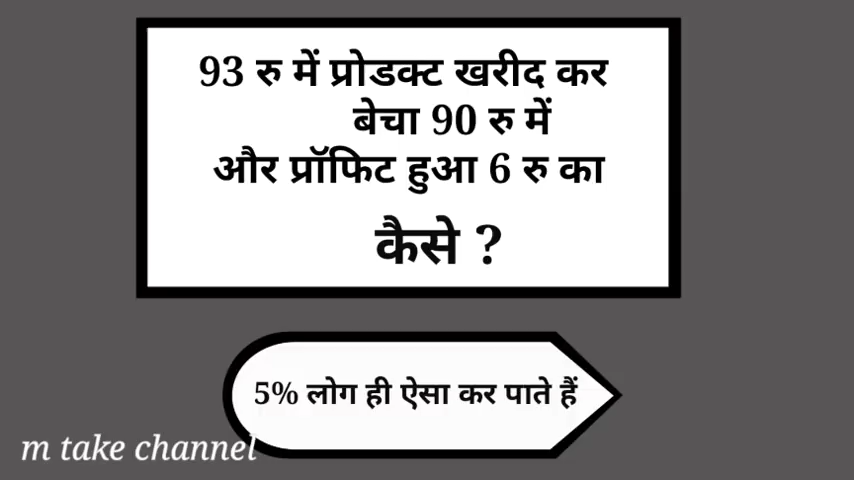 93 रु में प्रोडक्ट खरीद कर
बेचा 90 रु में
और प्रॉफिट हुआ 6 रु का
कैसे ?
5% लोग ही ऐसा कर पाते हैं
m take channel